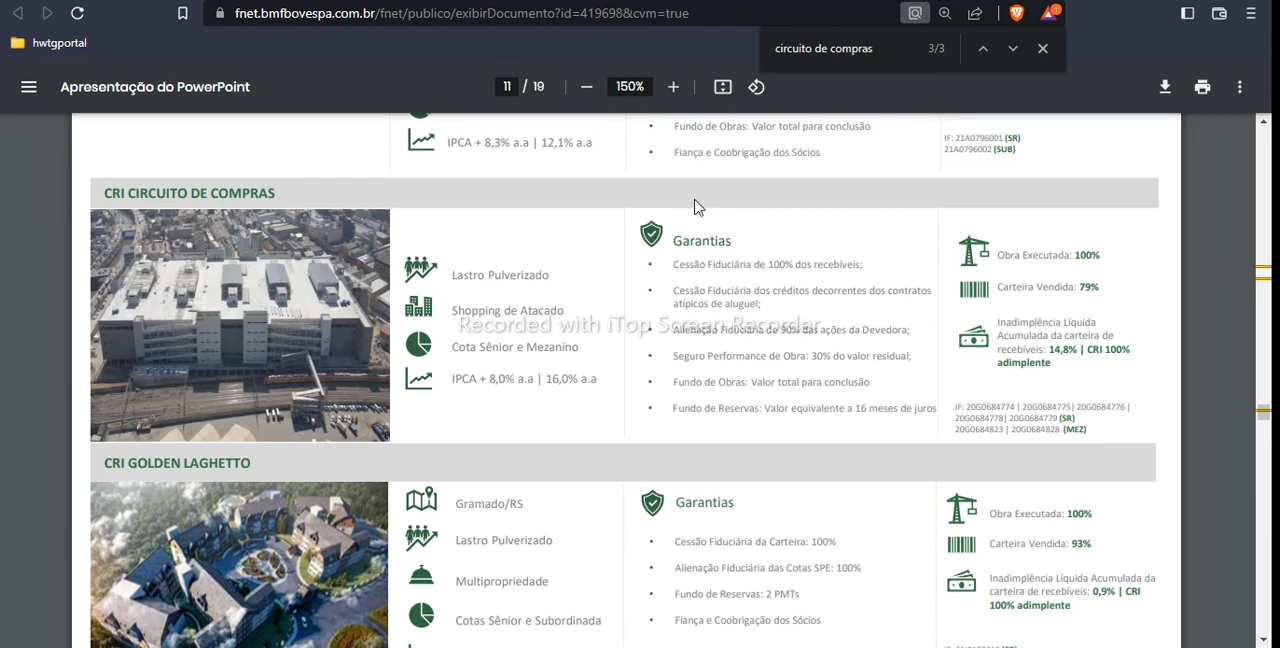 fnet.bmfbovespa.com.br/fnet/publico/exibirDocumento?id=419698&cvm=true
1
hwtgportal
circuito de compras 3/3
Apresentação do PowerPoint
11 / 19
150%
IPCA + 8,3% a.a | 12,1% a.a
• Fundo de Obras: Valor total para conclusão
• Fiança e Coobrigação dos Sócios
IF: 21A0796001 (SR)
21A0796002 (SUB)
CRI CIRCUITO DE COMPRAS
Lastro Pulverizado
Shopping de Atacado
Cota Sênior e Mezanino
IPCA + 8,0% a.a | 16,0% a.a
Garantias
• Cessão Fiduciária de 100% dos recebíveis;
• Cessão Fiduciária dos créditos decorrentes dos contratos
atípicos de aluguel;
• Alienação Fiduciária de 90% das ações da Devedora;
• Seguro Performance de Obra: 30% do valor residual;
• Fundo de Obras: Valor total para conclusão
• Fundo de Reservas: Valor equivalente a 16 meses de juros
Obra Executada: 100%
Carteira Vendida: 79%
Inadimplência Líquida
Acumulada da carteira de
recebíveis: 14,8% | CRI 100%
adimplente
IF: 20G0684774 | 20G0684775| 20G0684776 |
20G0684778| 20G0684779 (SR)
20G0684823 | 20G0684828 (MEZ)
Recorded with iTop Screen Recorder
CRI GOLDEN LAGHETTO
Gramado/RS
Lastro Pulverizado
Multipropriedade
Cotas Sênior e Subordinada
Garantias
• Cessão Fiduciária da Carteira: 100%
• Alienação Fiduciária das Cotas SPE: 100%
• Fundo de Reservas: 2 PMTs
• Fiança e Coobrigação dos Sócios
Obra Executada: 100%
Carteira Vendida: 93%
Inadimplência Líquida Acumulada da
carteira de recebíveis: 0,9% | CRI
100% adimplente